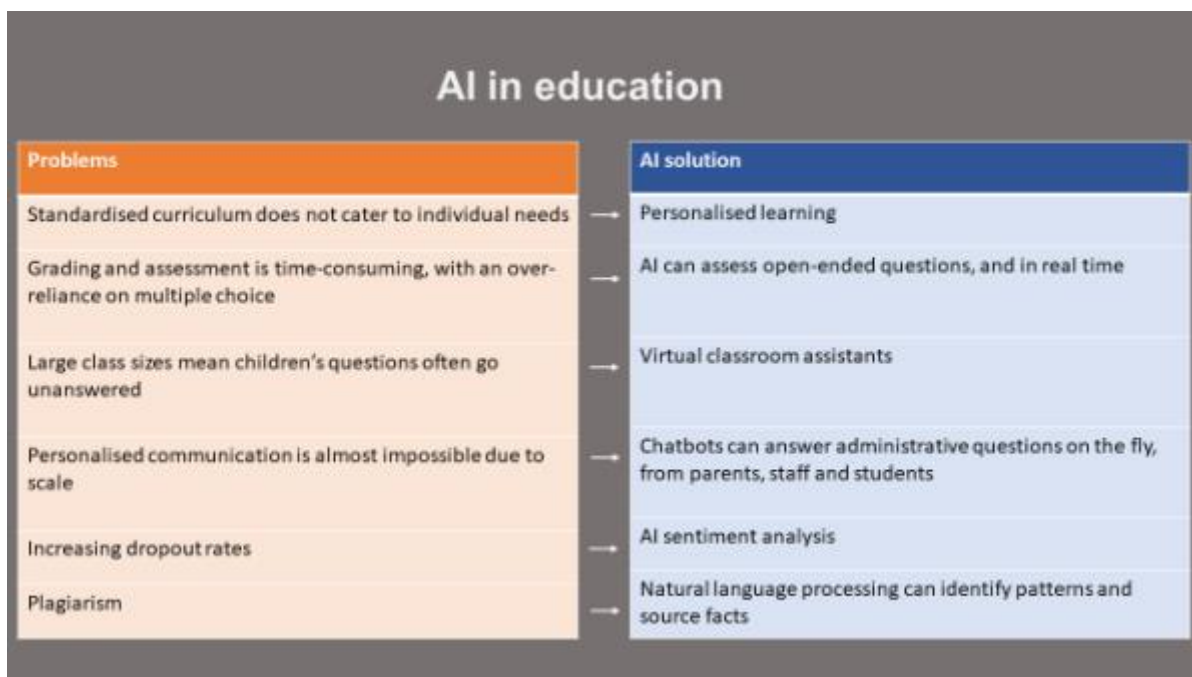 AI in education
Problems
AI solution
Standardised curriculum does not cater to individual needs
Personalised learning
Grading and assessment is time-consuming, with an over-
reliance on multiple choice
AI can assess open-ended questions, and in real time
Large class sizes mean children's questions often go
unanswered
Virtual classroom assistants
Personalised communication is almost impossible due to
scale
Chatbots can answer administrative questions on the fly,
from parents, staff and students
Increasing dropout rates
AI sentiment analysis
Plagiarism
Natural language processing can identify patterns and
source facts